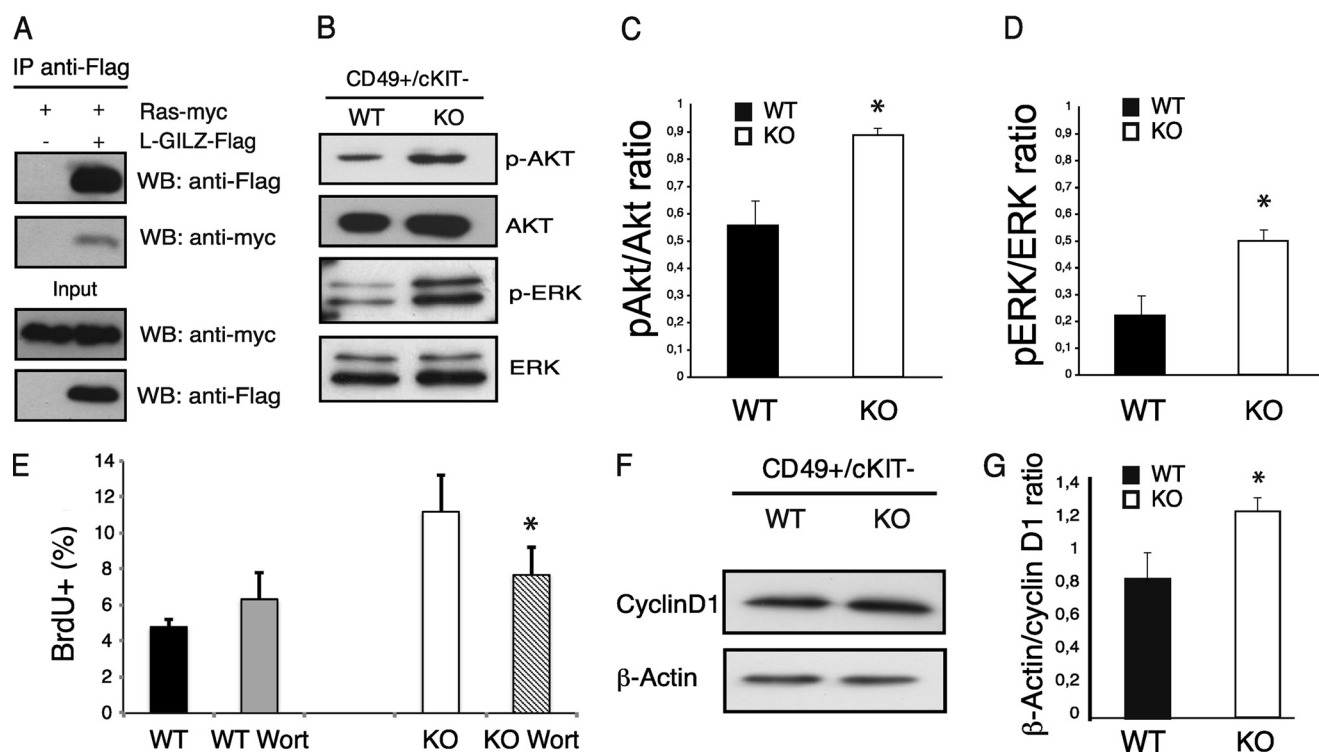 A
IP anti-Flag
+ + Ras-myc
- + L-GILZ-Flag
WB: anti-Flag
WB: anti-myc
Input
WB: anti-myc
WB: anti-Flag
B
CD49+/cKIT-
WT KO
p-AKT
AKT
p-ERK
ERK
C
pAkt/Akt ratio
1
0,9
0,8
0,7
0,6
0,5
0,4
0,3
0,2
0,1
0
WT
KO
*
WT KO
D
pERK/ERK ratio
1
0,9
0,8
0,7
0,6
0,5
0,4
0,3
0,2
0,1
0
WT
KO
*
WT KO
E
BrdU+ (%)
14
12
10
8
6
4
2
0
*
WT WT Wort KO KO Wort
F
CD49+/cKIT-
WT KO
CyclinD1
β-Actin
G
β-Actin/cyclin D1 ratio
1,4
1,2
1
0,8
0,6
0,4
0,2
0
WT
KO
*
WT KO